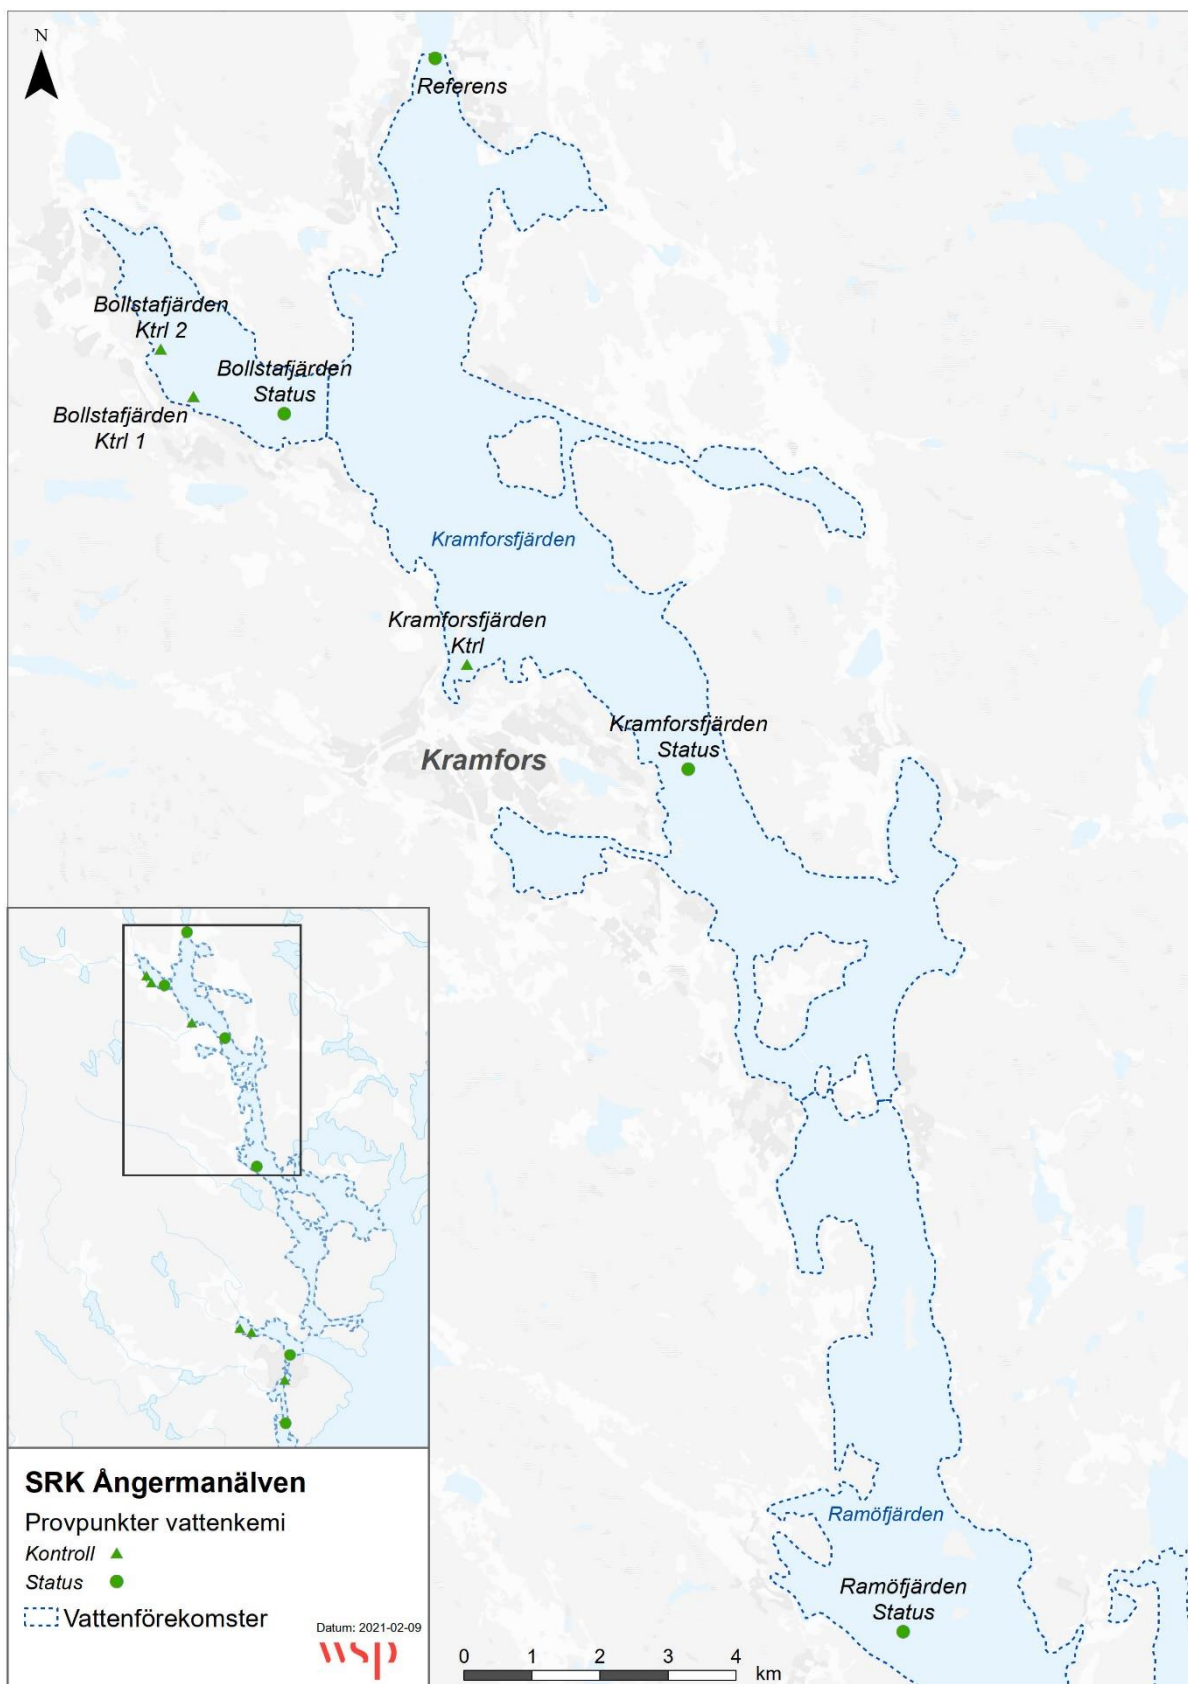 N
Referens
Bollstafjärden
Ktrl 2
Bollstafjärden
Status
Bollstafjärden
Ktrl 1
Kramforsfjärden
Kramforsfjärden
Ktrl
Kramforsfjärden
Status
Kramfors
Ramöfjärden
Ramöfjärden
Status
SRK Ångermanälven
Provpunkter vattenkemi
Kontroll
Status
Vattenförekomster
Datum: 2021-02-09
wsp
0 1 2 3 4
km